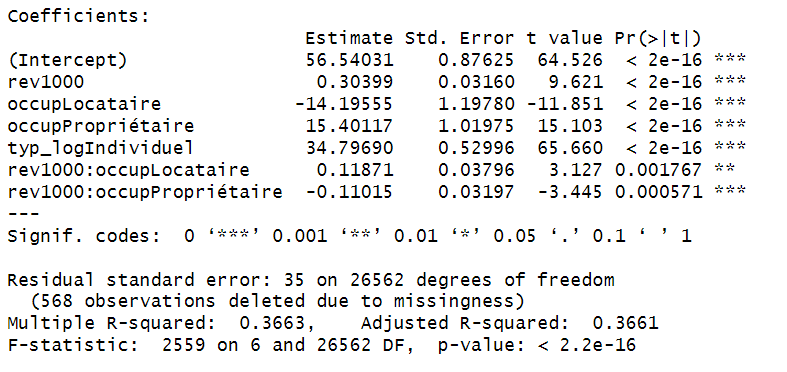 Coefficients:
                         Estimate Std. Error t value Pr(>|t|)
(Intercept)              56.54031    0.87625  64.526  < 2e-16 ***
rev1000                   0.30399    0.03160   9.621  < 2e-16 ***
occupLocataire          -14.19555    1.19780 -11.851  < 2e-16 ***
occupPropriétaire        15.40117    1.01975  15.103  < 2e-16 ***
typ_logIndividuel        34.79690    0.52996  65.660  < 2e-16 ***
rev1000:occupLocataire    0.11871    0.03796   3.127 0.001767 **
rev1000:occupPropriétaire -0.11015    0.03197  -3.445 0.000571 ***
---
Signif. codes:  0 ‘***’ 0.001 ‘**’ 0.01 ‘*’ 0.05 ‘.’ 0.1 ‘ ’ 1
Residual standard error: 35 on 26562 degrees of freedom
  (568 observations deleted due to missingness)
Multiple R-squared:  0.3663,    Adjusted R-squared:  0.3661
F-statistic:  2559 on 6 and 26562 DF,  p-value: < 2.2e-16